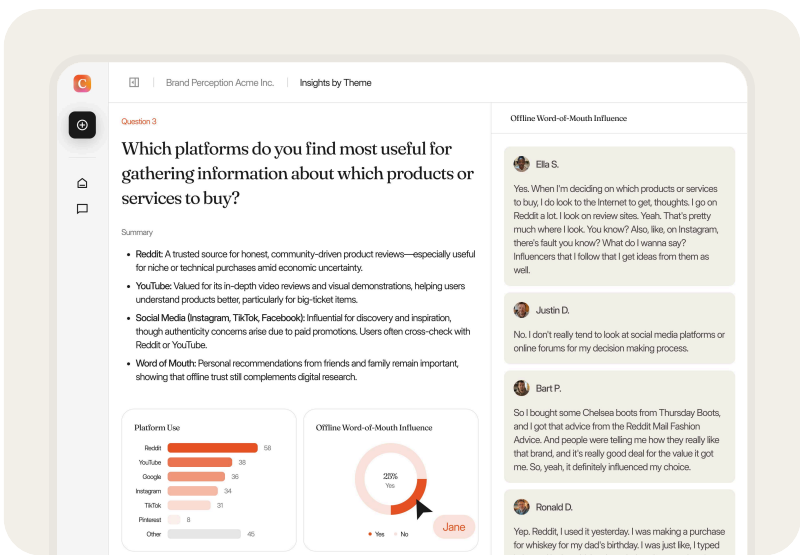 C
Brand Perception Acme Inc.
Insights by Theme
Question 3
Which platforms do you find most useful for
gathering information about which products or
services to buy?
Summary
• Reddit: A trusted source for honest, community-driven product reviews—especially useful
for niche or technical purchases amid economic uncertainty.
• YouTube: Valued for its in-depth video reviews and visual demonstrations, helping users
understand products better, particularly for big-ticket items.
• Social Media (Instagram, TikTok, Facebook): Influential for discovery and inspiration,
though authenticity concerns arise due to paid promotions. Users often cross-check with
Reddit or YouTube.
• Word of Mouth: Personal recommendations from friends and family remain important,
showing that offline trust still complements digital research.
Platform Use
Reddit 58
YouTube 38
Google 36
Instagram 34
TikTok 31
Pinterest 8
Other 45
Offline Word-of-Mouth Influence
25%
Yes
Yes No
Jane
Offline Word-of-Mouth Influence
Ella S.
Yes. When I'm deciding on which products or services
to buy, I do look to the Internet to get, thoughts. I go on
Reddit a lot. I look on review sites. Yeah. That's pretty
much where I look. You know? Also, like, on Instagram,
there's fault you know? What do I wanna say?
Influencers that I follow that I get ideas from them as
well.
Justin D.
No. I don't really tend to look at social media platforms or
online forums for my decision making process.
Bart P.
So I bought some Chelsea boots from Thursday Boots,
and I got that advice from the Reddit Mail Fashion
Advice. And people were telling me how they really like
that brand, and it's really good deal for the value it got
me. So, yeah, it definitely influenced my choice.
Ronald D.
Yep. Reddit, I used it yesterday. I was making a purchase
for whiskey for my dad's birthday. I was just like, I typed